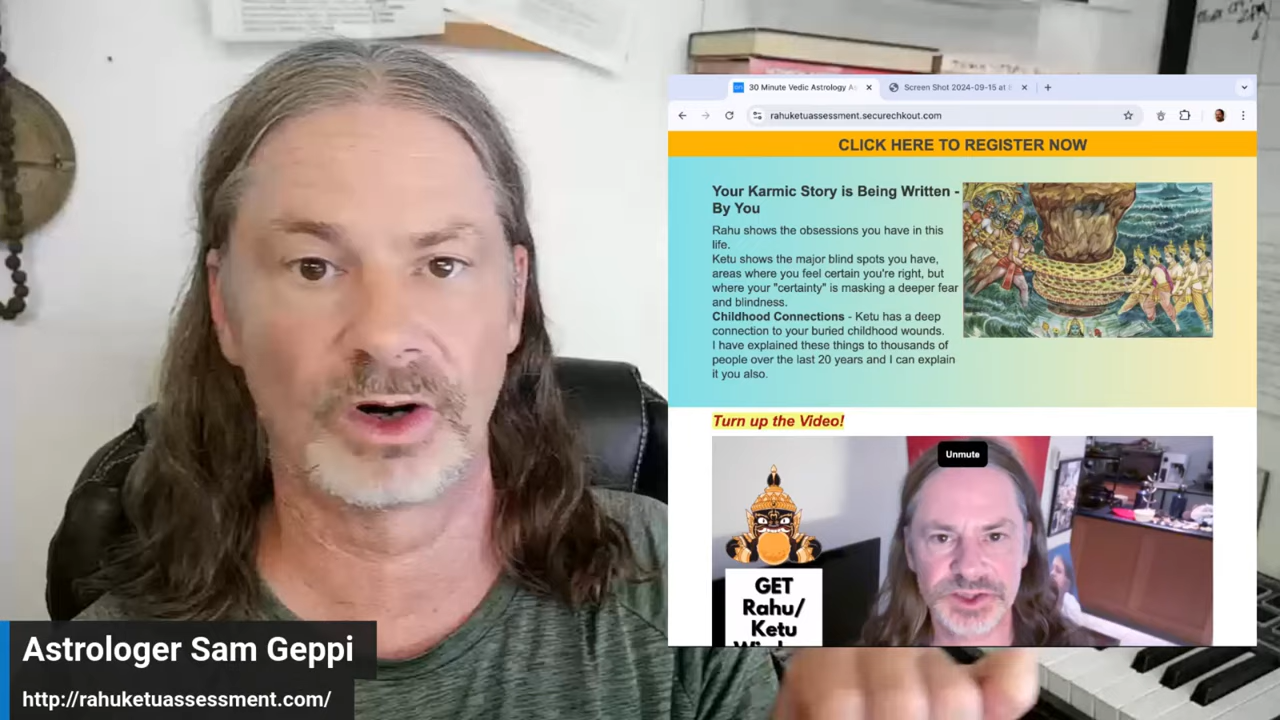 30 Minute Vedic Astrology As
Screen Shot 2024-09-15 at
rahuketuassessment.securechkout.com
CLICK HERE TO REGISTER NOW
Your Karmic Story is Being Written -
By You
Rahu shows the obsessions you have in this
life.
Ketu shows the major blind spots you have,
areas where you feel certain you're right, but
where your "certainty" is masking a deeper fear
and blindness.
Childhood Connections - Ketu has a deep
connection to your buried childhood wounds.
I have explained these things to thousands of
people over the last 20 years and I can explain
it you also.
Turn up the Video!
Unmute
GET
Rahu/
Ketu
Astrologer Sam Geppi
http://rahuketuassessment.com/